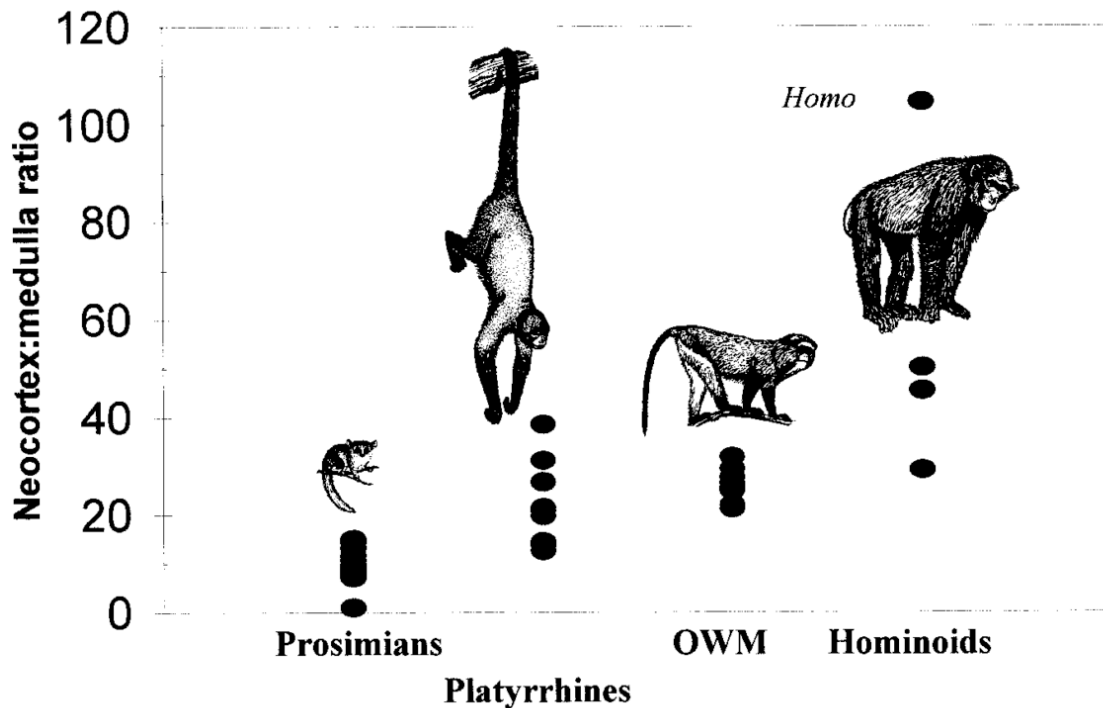 Neocortex:medulla ratio
120
100
80
60
40
20
0
Homo
Prosimians
Platyrrhines
OWM
Hominoids